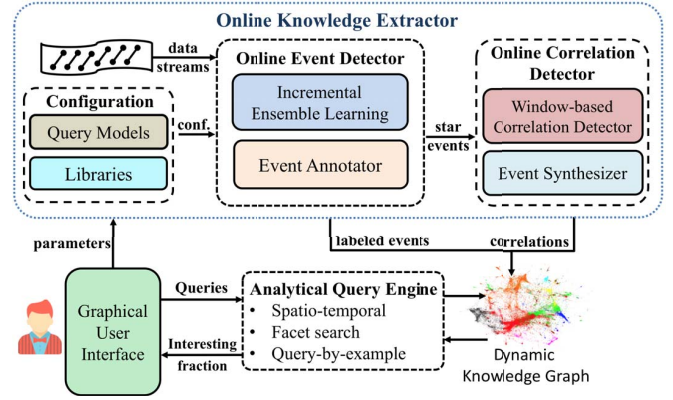 Online Knowledge Extractor
data
streams
Online Event Detector
Online Correlation
Detector
Configuration
Query Models
Libraries
conf.
Incremental
Ensemble Learning
Event Annotator
star
events
Window-based
Correlation Detector
Event Synthesizer
parameters
labeled events
correlations
Graphical
User
Interface
Queries
Interesting
fraction
Analytical Query Engine
• Spatio-temporal
• Facet search
• Query-by-example
Dynamic
Knowledge Graph